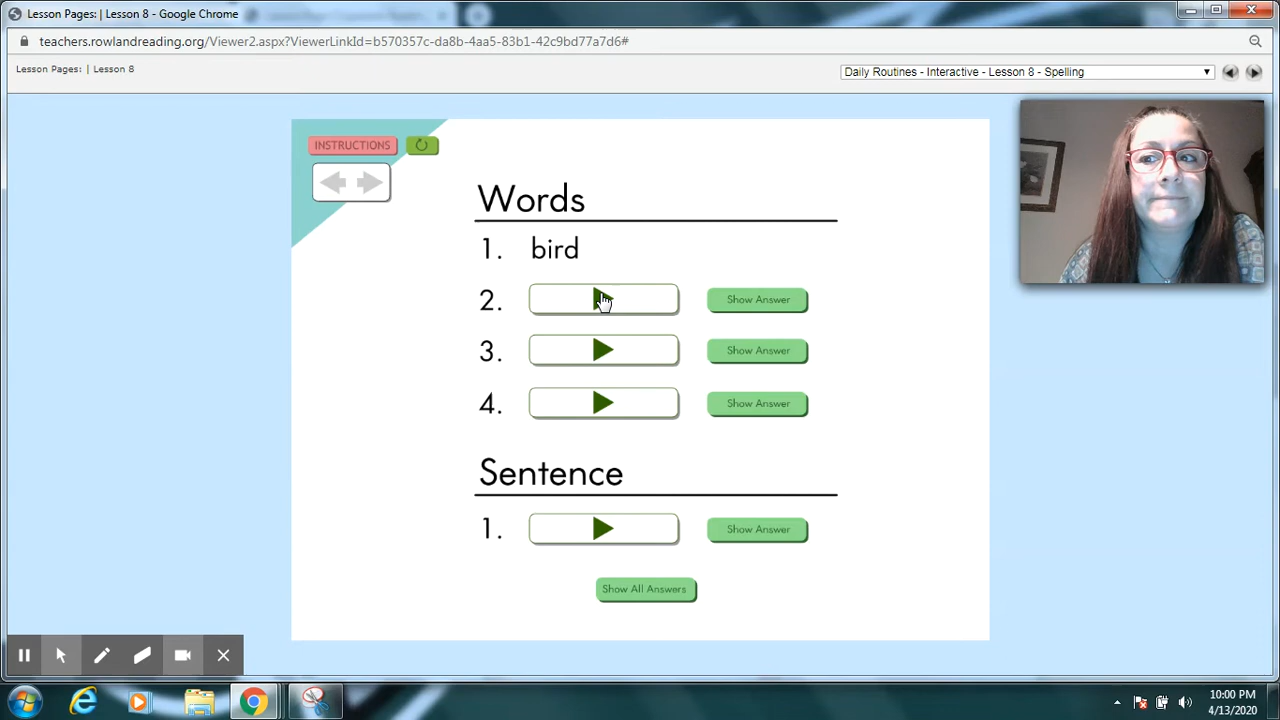 Lesson Pages: | Lesson 8 - Google Chrome
teachers.rowlandreading.org/Viewer2.aspx?ViewerLinkId=b570357c-da8b-4aa5-83b1-42c9bd77a7d6#
Lesson Pages: | Lesson 8
Daily Routines - Interactive - Lesson 8 - Spelling
INSTRUCTIONS
Words
1. bird
2. Show Answer
3. Show Answer
4. Show Answer
Sentence
1. Show Answer
Show All Answers
10:00 PM
4/13/2020